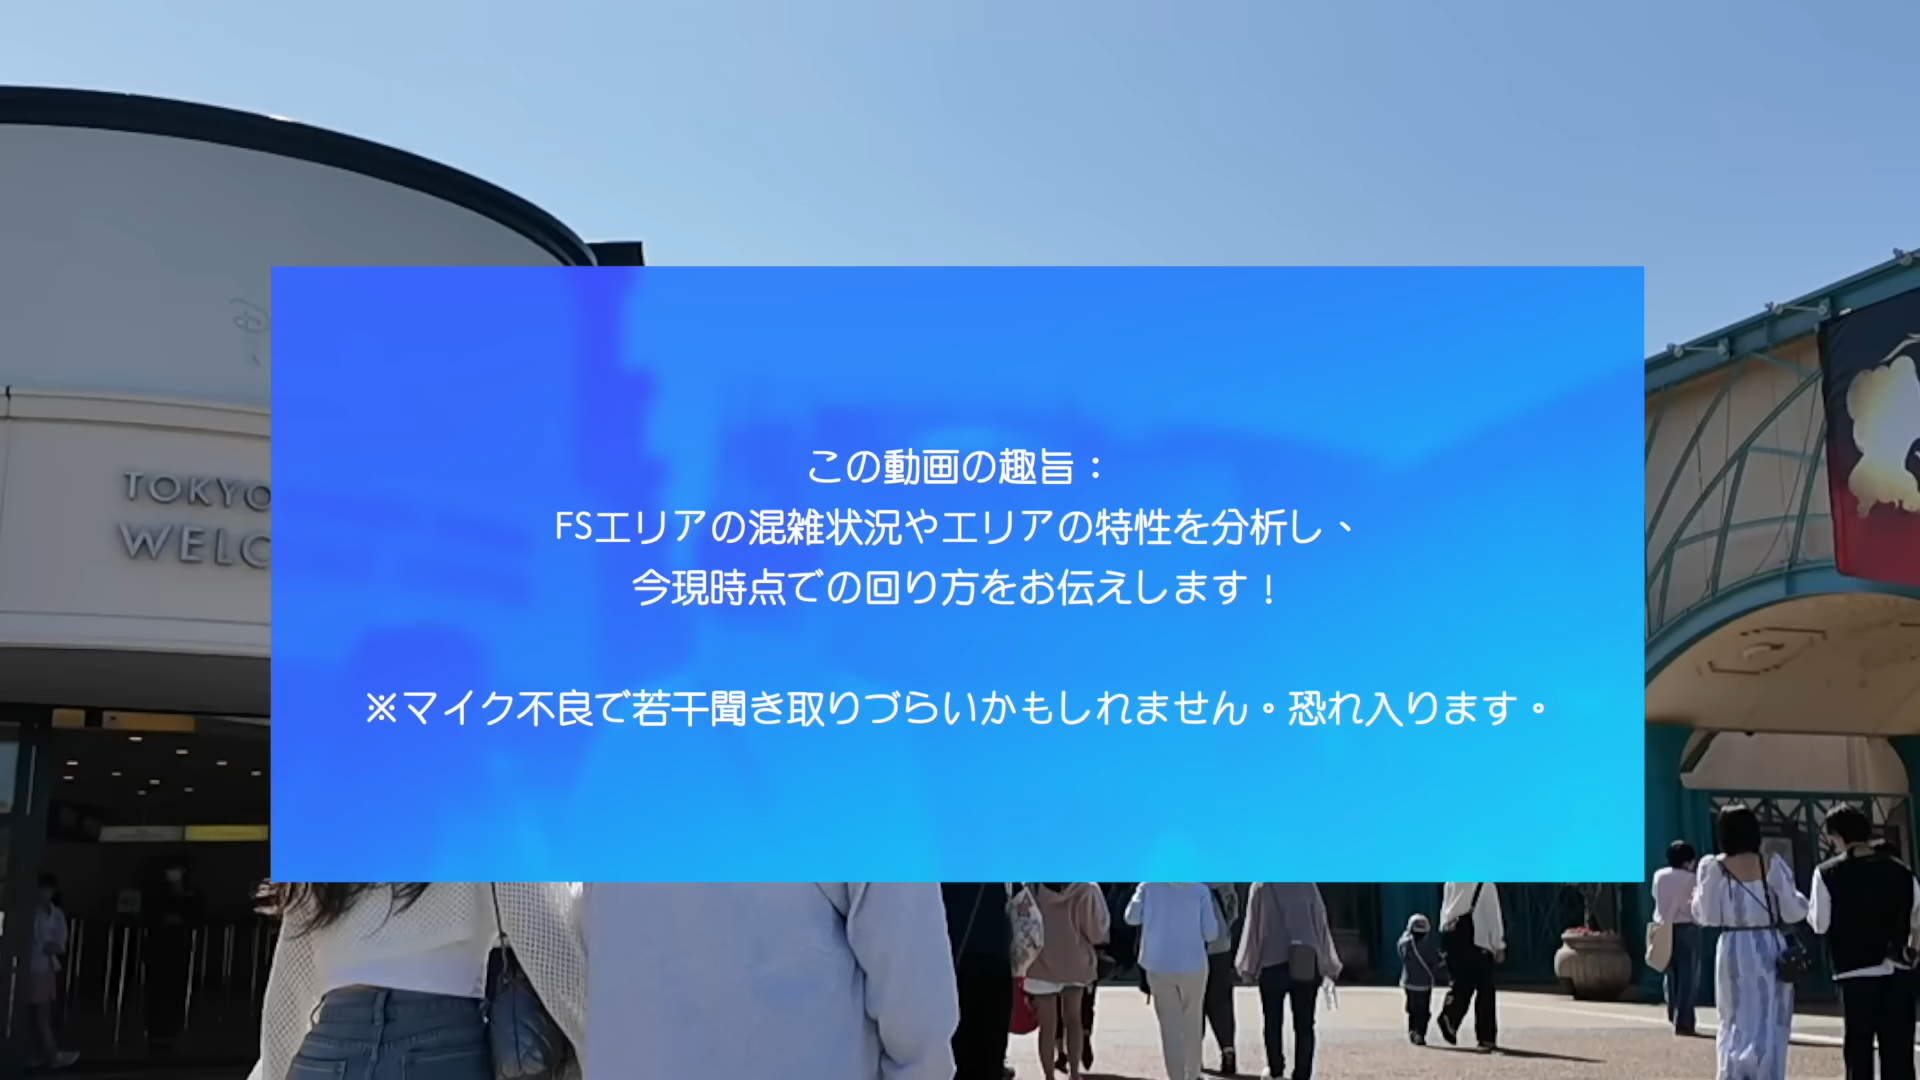 TOKYO
WELC
この動画の趣旨：
FSエリアの混雑状況やエリアの特性を分析し、
今現時点での回り方をお伝えします！
※マイク不良で若干聞き取りづらいかもしれません。恐れ入ります。